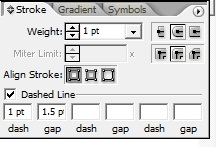 Stroke Gradient Symbols
Weight: 1 pt
Miter Limit: x
Align Stroke:
Dashed Line
1 pt 1.5 pt
dash gap dash gap dash gap